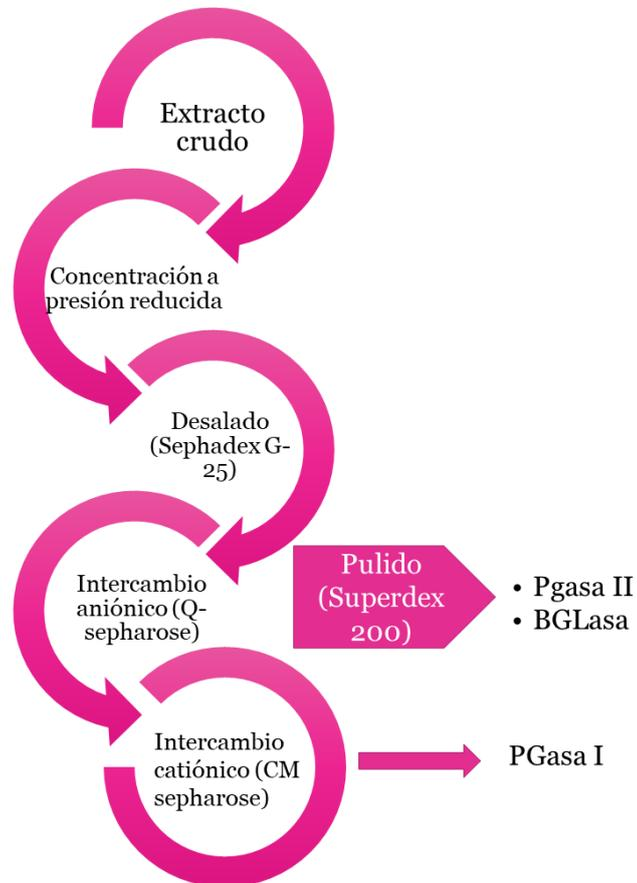 Extracto
crudo
Concentración a
presión reducida
Desalado
(Sephadex G-
25)
Intercambio
aniónico (Q-
sepharose)
Pulido
(Superdex
200)
• Pgasa II
• BGLasa
Intercambio
catiónico (CM
sepharose)
PGasa I